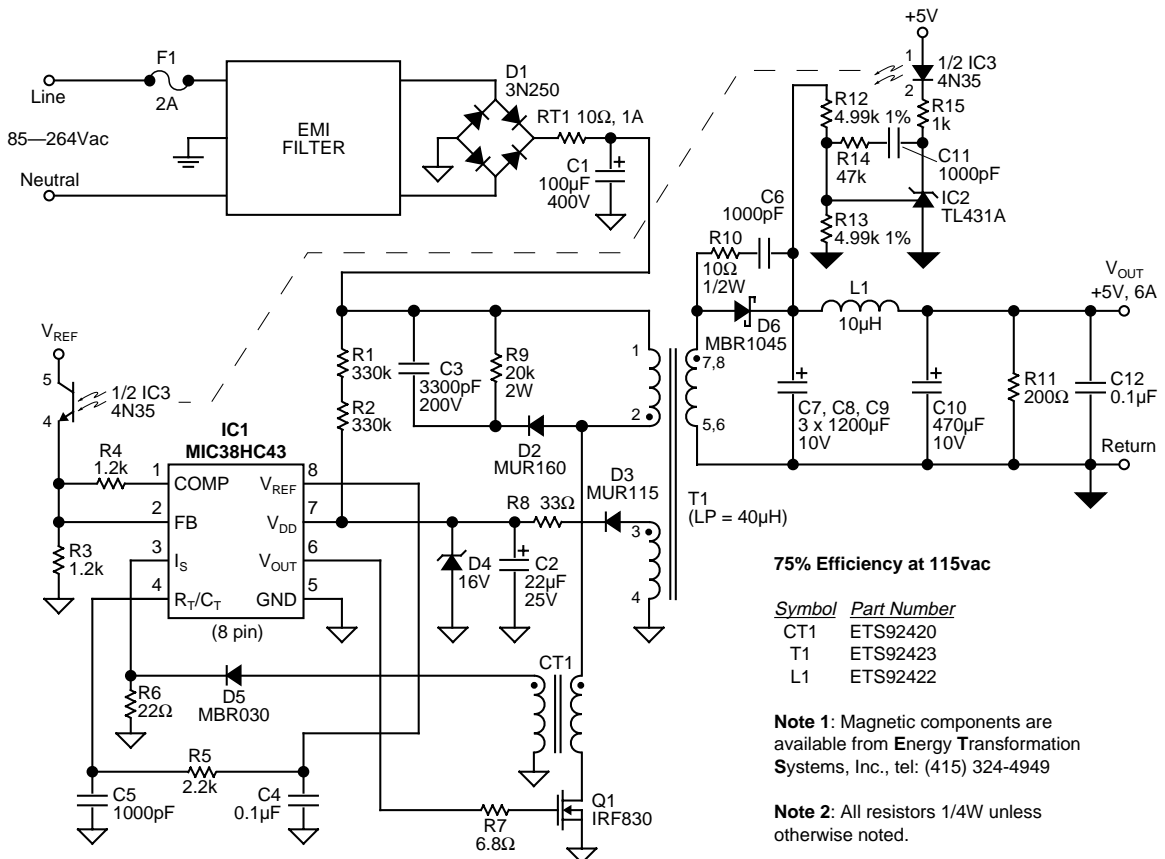 F1
2A
Line
85—264Vac
Neutral
EMI
FILTER
D1
3N250
RT1 10Ω, 1A
C1
100µF
400V
+
+5V
1
2
1/2 IC3
4N35
R12
4.99k 1%
R15
1k
R14
47k
C11
1000pF
IC2
TL431A
R13
4.99k 1%
C6
1000pF
R10
10Ω
1/2W
D6
MBR1045
L1
10µH
VOUT
+5V, 6A
VREF
5
4
1/2 IC3
4N35
R1
330k
R2
330k
C3
3300pF
200V
R9
20k
2W
D2
MUR160
1
2
7,8
5,6
+
C7, C8, C9
3 x 1200µF
10V
+
C10
470µF
10V
R11
200Ω
C12
0.1µF
Return
IC1
MIC38HC43
R4
1.2k
1
COMP
VREF
8
2
FB
VDD
7
3
IS
VOUT
6
4
RT/CT
GND
5
(8 pin)
R3
1.2k
D4
16V
+
C2
22µF
25V
R8
33Ω
D3
MUR115
3
4
T1
(LP = 40µH)
R6
22Ω
D5
MBR030
CT1
R5
2.2k
C5
1000pF
C4
0.1µF
R7
6.8Ω
Q1
IRF830
75% Efficiency at 115vac
Symbol Part Number
CT1 ETS92420
T1 ETS92423
L1 ETS92422
Note 1: Magnetic components are
available from Energy Transformation
Systems, Inc., tel: (415) 324-4949
Note 2: All resistors 1/4W unless
otherwise noted.